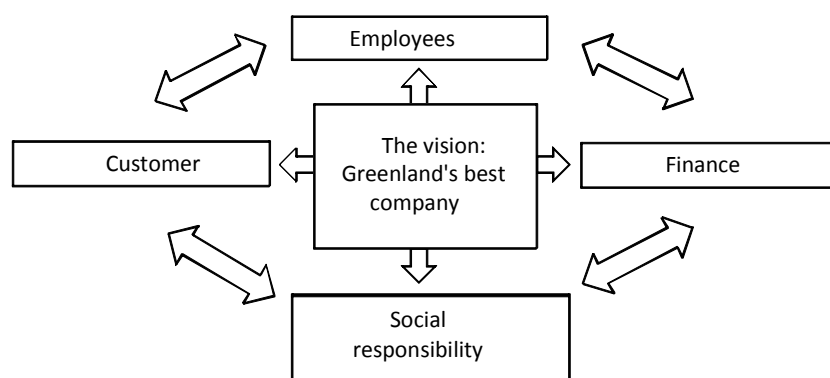 Employees
Customer
The vision:
Greenland's best
company
Finance
Social
responsibility